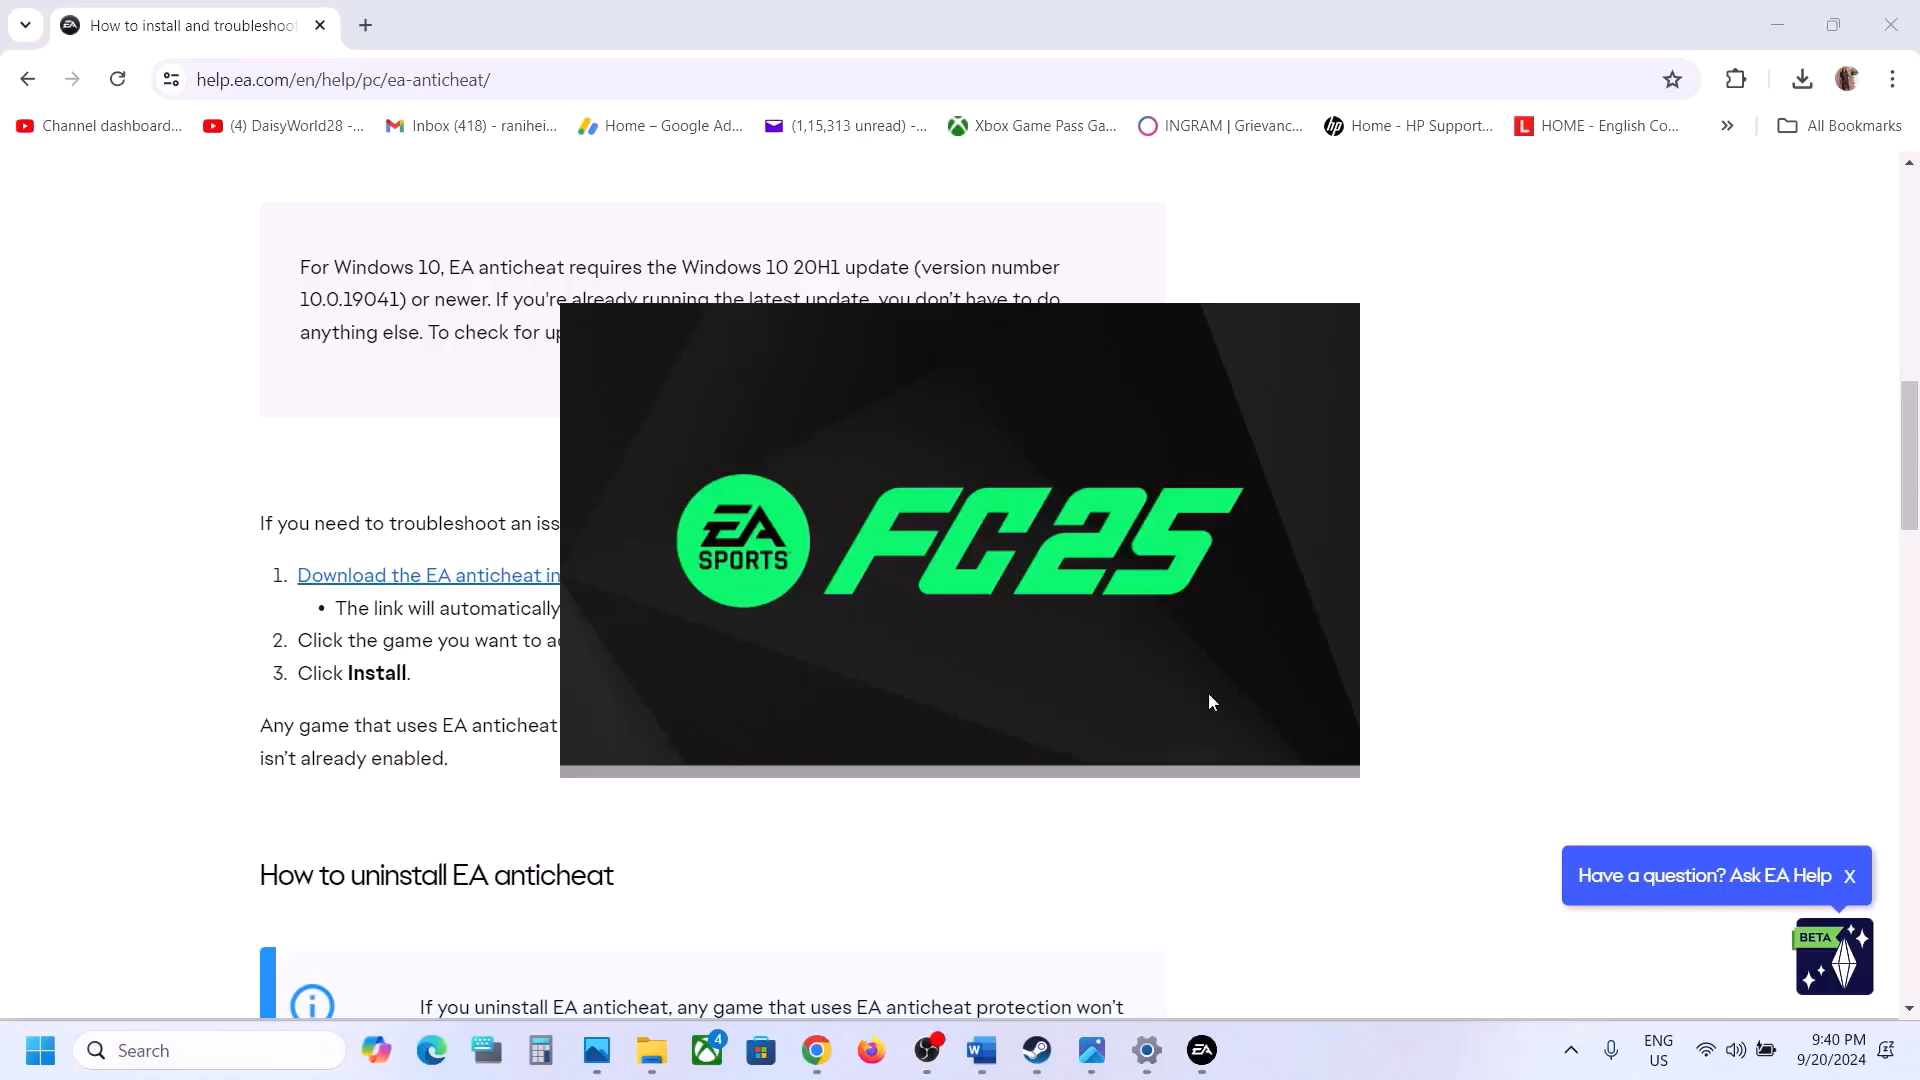 How to install and troubleshoot
help.ea.com/en/help/pc/ea-anticheat/
Channel dashboard...
(4) DaisyWorld28 -...
Inbox (418) - ranihei...
Home – Google Ad...
(1,15,313 unread) -...
Xbox Game Pass Ga...
INGRAM | Grievanc...
Home - HP Support...
HOME - English Co...
All Bookmarks
For Windows 10, EA anticheat requires the Windows 10 20H1 update (version number
10.0.19041) or newer. If you're already running the latest update, you don't have to do
anything else. To check for up
If you need to troubleshoot an iss
1. Download the EA anticheat in
• The link will automatically
2. Click the game you want to a
3. Click Install.
Any game that uses EA anticheat
isn't already enabled.
EA
SPORTS
FC25
How to uninstall EA anticheat
If you uninstall EA anticheat, any game that uses EA anticheat protection won't
Have a question? Ask EA Help X
BETA
Search
4
ENG
US
9:40 PM
9/20/2024